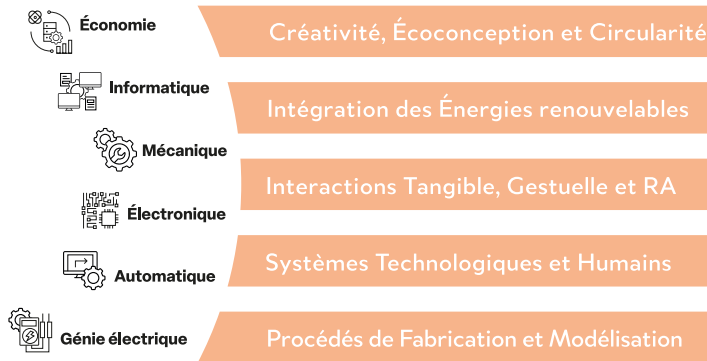 Économie
Créativité, Écoconception et Circularité
Informatique
Intégration des Énergies renouvelables
Mécanique
Interactions Tangible, Gestuelle et RA
Électronique
Systèmes Technologiques et Humains
Automatique
Génie électrique
Procédés de Fabrication et Modélisation